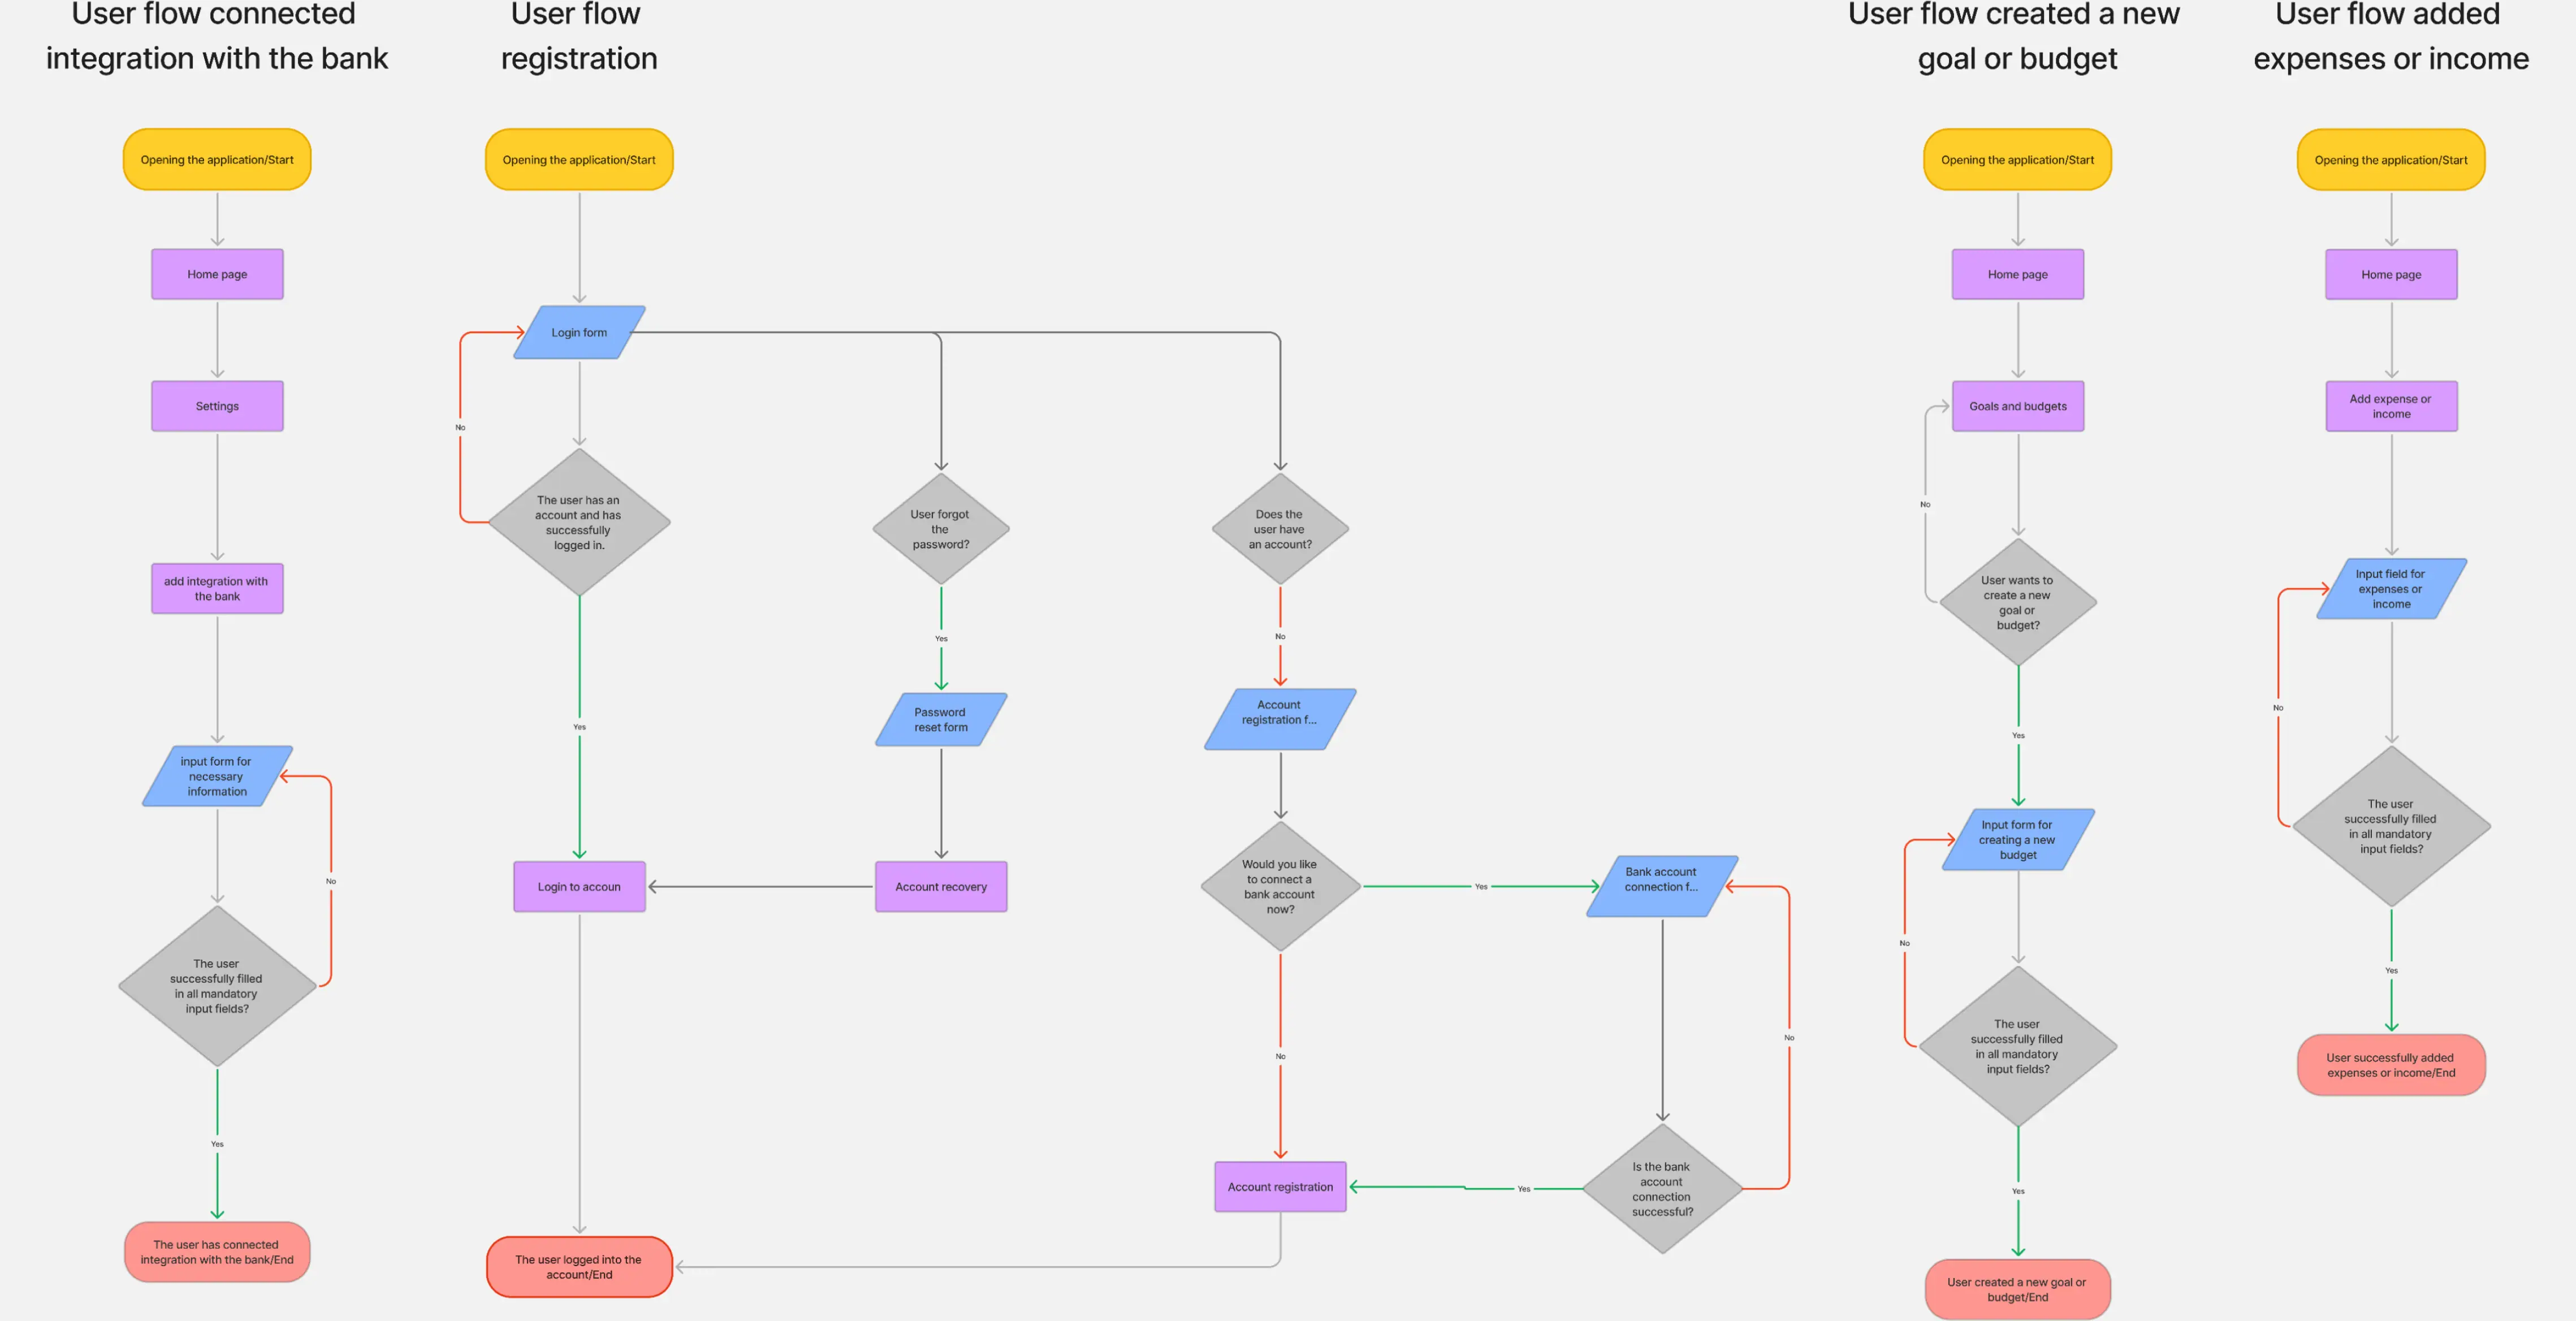 User flow connected
integration with the bank
Opening the application/Start
Home page
Settings
add integration with
the bank
input form for
necessary
information
No
The user
successfully filled
in all mandatory
input fields?
Yes
The user has connected
integration with the bank/End
User flow
registration
Opening the application/Start
Login form
No
The user has an
account and has
successfully
logged in.
Yes
Login to accoun
The user logged into the
account/End
User forgot
the
password?
Yes
Password
reset form
Account recovery
Does the
user have
an account?
No
Account
registration f...
Would you like
to connect a
bank account
now?
Yes
No
Account registration
Bank account
connection f...
No
Is the bank
account
connection
successful?
Yes
User flow created a new
goal or budget
Opening the application/Start
Home page
Goals and budgets
No
User wants to
create a new
goal or
budget?
Yes
Input form for
creating a new
budget
No
The user
successfully filled
in all mandatory
input fields?
Yes
User created a new goal or
budget/End
User flow added
expenses or income
Opening the application/Start
Home page
Add expense or
income
Input field for
expenses or
income
No
The user
successfully filled
in all mandatory
input fields?
Yes
User successfully added
expenses or income/End